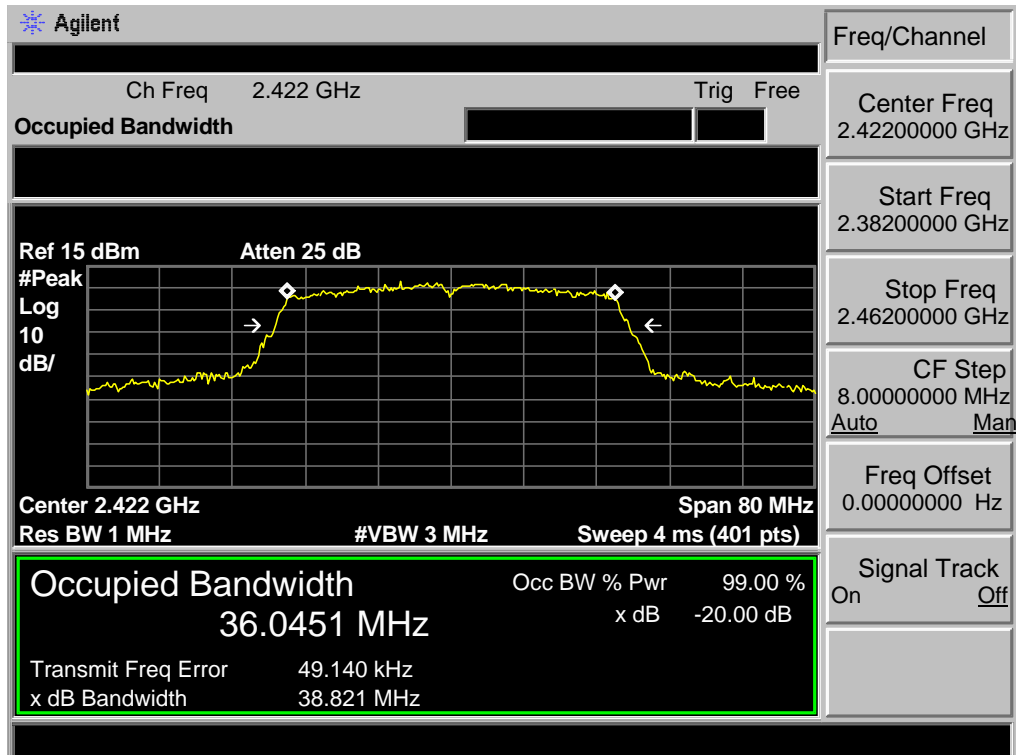 Agilent
Freq/Channel
Ch Freq 2.422 GHz Trig Free
Occupied Bandwidth
Center Freq
2.42200000 GHz
Start Freq
2.38200000 GHz
Ref 15 dBm Atten 25 dB
#Peak
Log
10
dB/
Stop Freq
2.46200000 GHz
CF Step
8.00000000 MHz
Auto Man
Freq Offset
0.00000000 Hz
Center 2.422 GHz Span 80 MHz
Res BW 1 MHz #VBW 3 MHz Sweep 4 ms (401 pts)
Signal Track
On Off
Occupied Bandwidth
36.0451 MHz
Occ BW % Pwr 99.00 %
x dB -20.00 dB
Transmit Freq Error 49.140 kHz
x dB Bandwidth 38.821 MHz